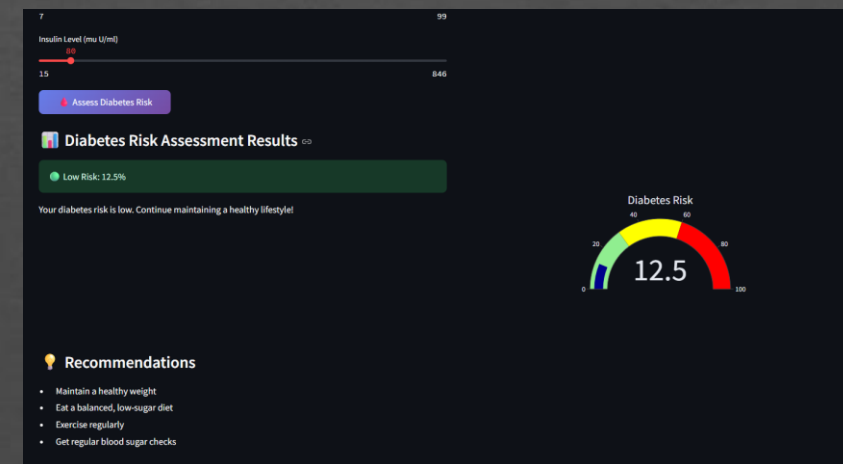 7 99
Insulin Level (mu U/ml)
80
15 846
Assess Diabetes Risk
Diabetes Risk Assessment Results
Low Risk: 12.5%
Your diabetes risk is low. Continue maintaining a healthy lifestyle!
Diabetes Risk
40 60
20 80
12.5
0 100
Recommendations
• Maintain a healthy weight
• Eat a balanced, low-sugar diet
• Exercise regularly
• Get regular blood sugar checks